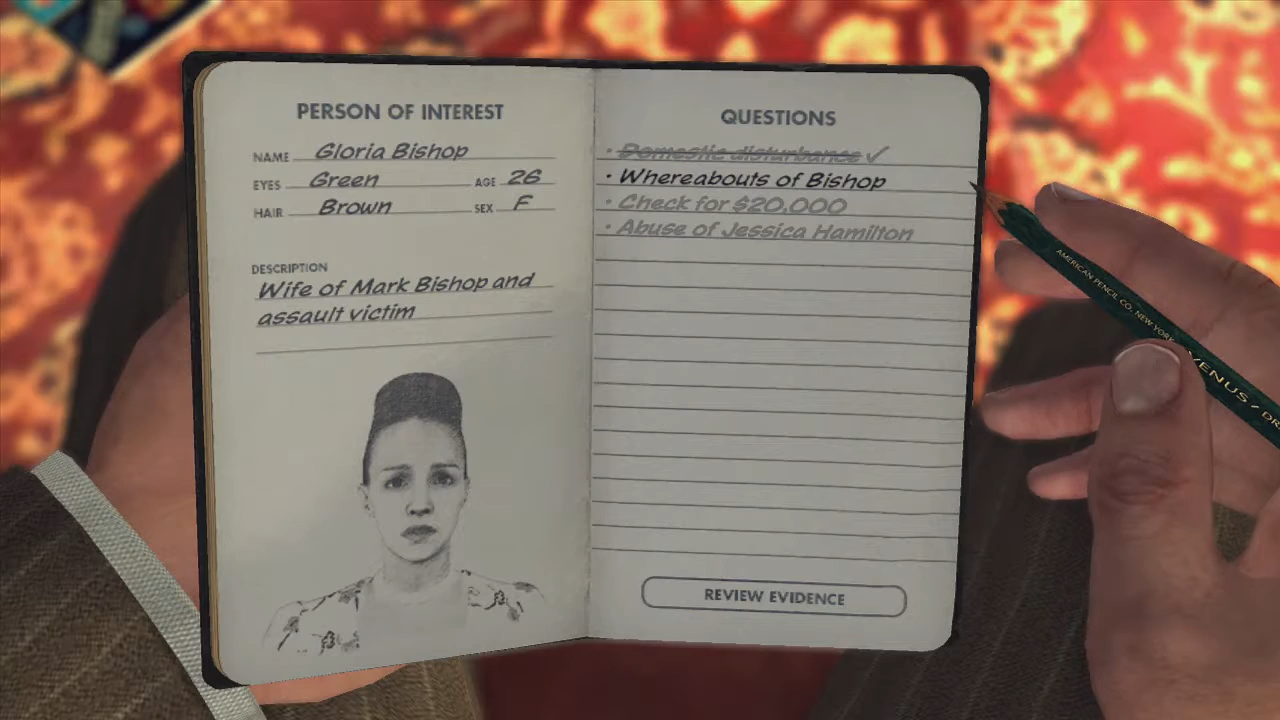 PERSON OF INTEREST
NAME Gloria Bishop
EYES Green AGE 26
HAIR Brown SEX F
DESCRIPTION
Wife of Mark Bishop and
assault victim
QUESTIONS
• Domestic disturbance ✓
• Whereabouts of Bishop
• Check for $20,000
• Abuse of Jessica Hamilton
REVIEW EVIDENCE
AMERICAN PENCIL CO. NEW YORK
VENUS / DR